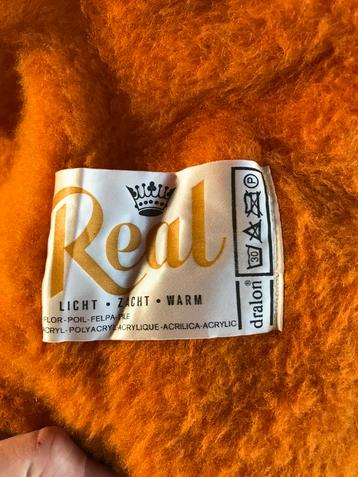 Real
LICHT • ZACHT • WARM
FLOR-POIL-FELPA-PILE
ACRYL-POLYACRYL ACRYLIQUE-ACRILICA-ACRYLIC
30
P
dralon®